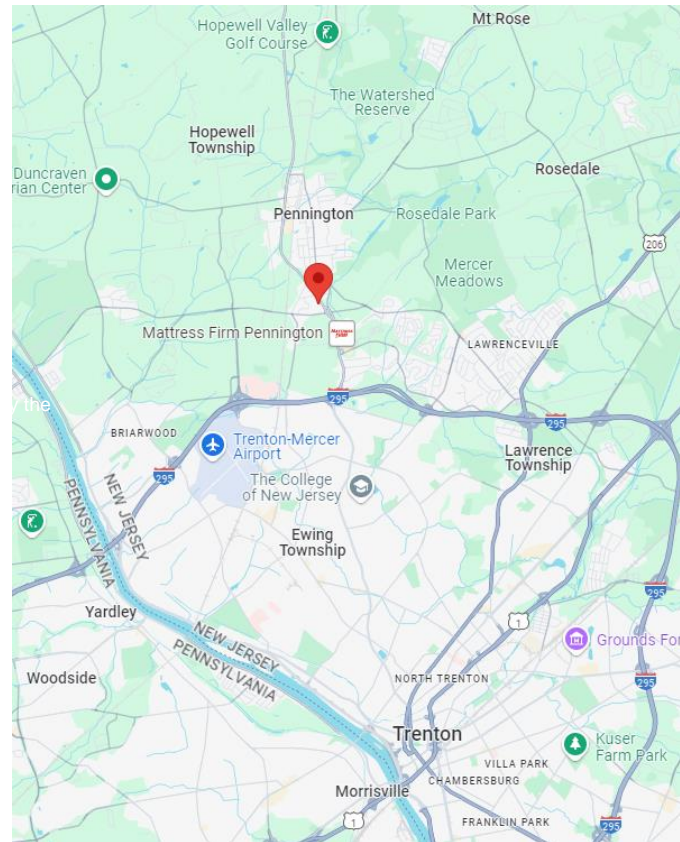 Hopewell Valley
Golf Course
Mt Rose
The Watershed
Reserve
Hopewell
Township
Duncraven
rian Center
Rosedale
Pennington
Rosedale Park
206
Mercer
Meadows
Mattress Firm Pennington
LAWRENCEVILLE
295
y the
BRIARWOOD
Trenton-Mercer
Airport
295
Lawrence
Township
295
The College
of New Jersey
NEW JERSEY
PENNSYLVANIA
Ewing
Township
295
Yardley
1
NEW JERSEY
PENNSYLVANIA
Grounds For
Woodside
NORTH TRENTON
295
Trenton
Kuser
Farm Park
VILLA PARK
CHAMBERSBURG
Morrisville
1
FRANKLIN PARK
295